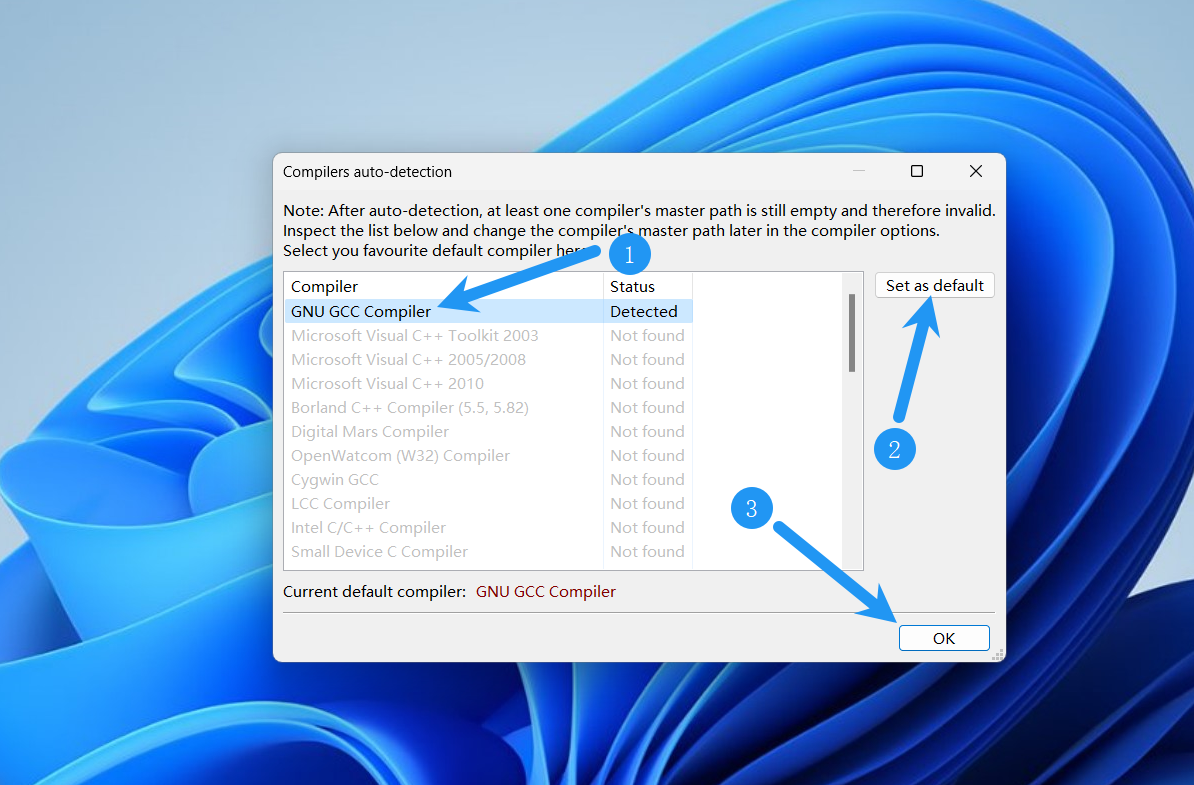 Compilers auto-detection
Note: After auto-detection, at least one compiler's master path is still empty and therefore invalid.
Inspect the list below and change the compiler's master path later in the compiler options.
Select you favourite default compiler here
1
Compiler Status
Set as default
GNU GCC Compiler Detected
Microsoft Visual C++ Toolkit 2003 Not found
Microsoft Visual C++ 2005/2008 Not found
Microsoft Visual C++ 2010 Not found
Borland C++ Compiler (5.5, 5.82) Not found
Digital Mars Compiler Not found
2
OpenWatcom (W32) Compiler Not found
Cygwin GCC Not found
LCC Compiler Not found
3
Intel C/C++ Compiler Not found
Small Device C Compiler Not found
Current default compiler: GNU GCC Compiler
OK